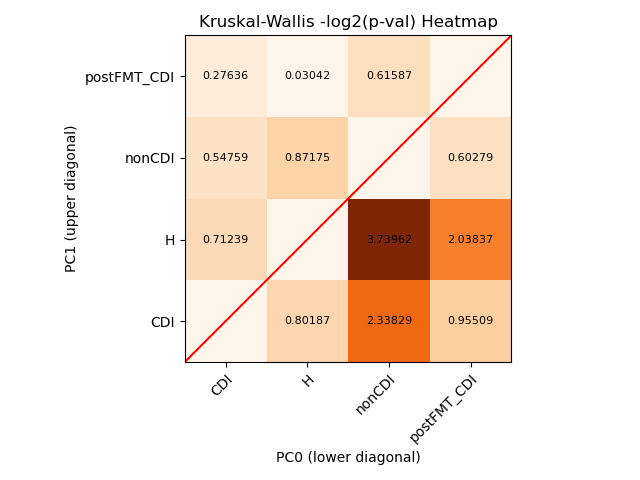 Kruskal-Wallis -log2(p-val) Heatmap
PC1 (upper diagonal)
postFMT_CDI
0.27636 0.03042 0.61587
nonCDI
0.54759 0.87175 0.60279
H
0.71239 3.73962 2.03837
CDI
0.80187 2.33829 0.95509
CDI H nonCDI postFMT_CDI
PC0 (lower diagonal)